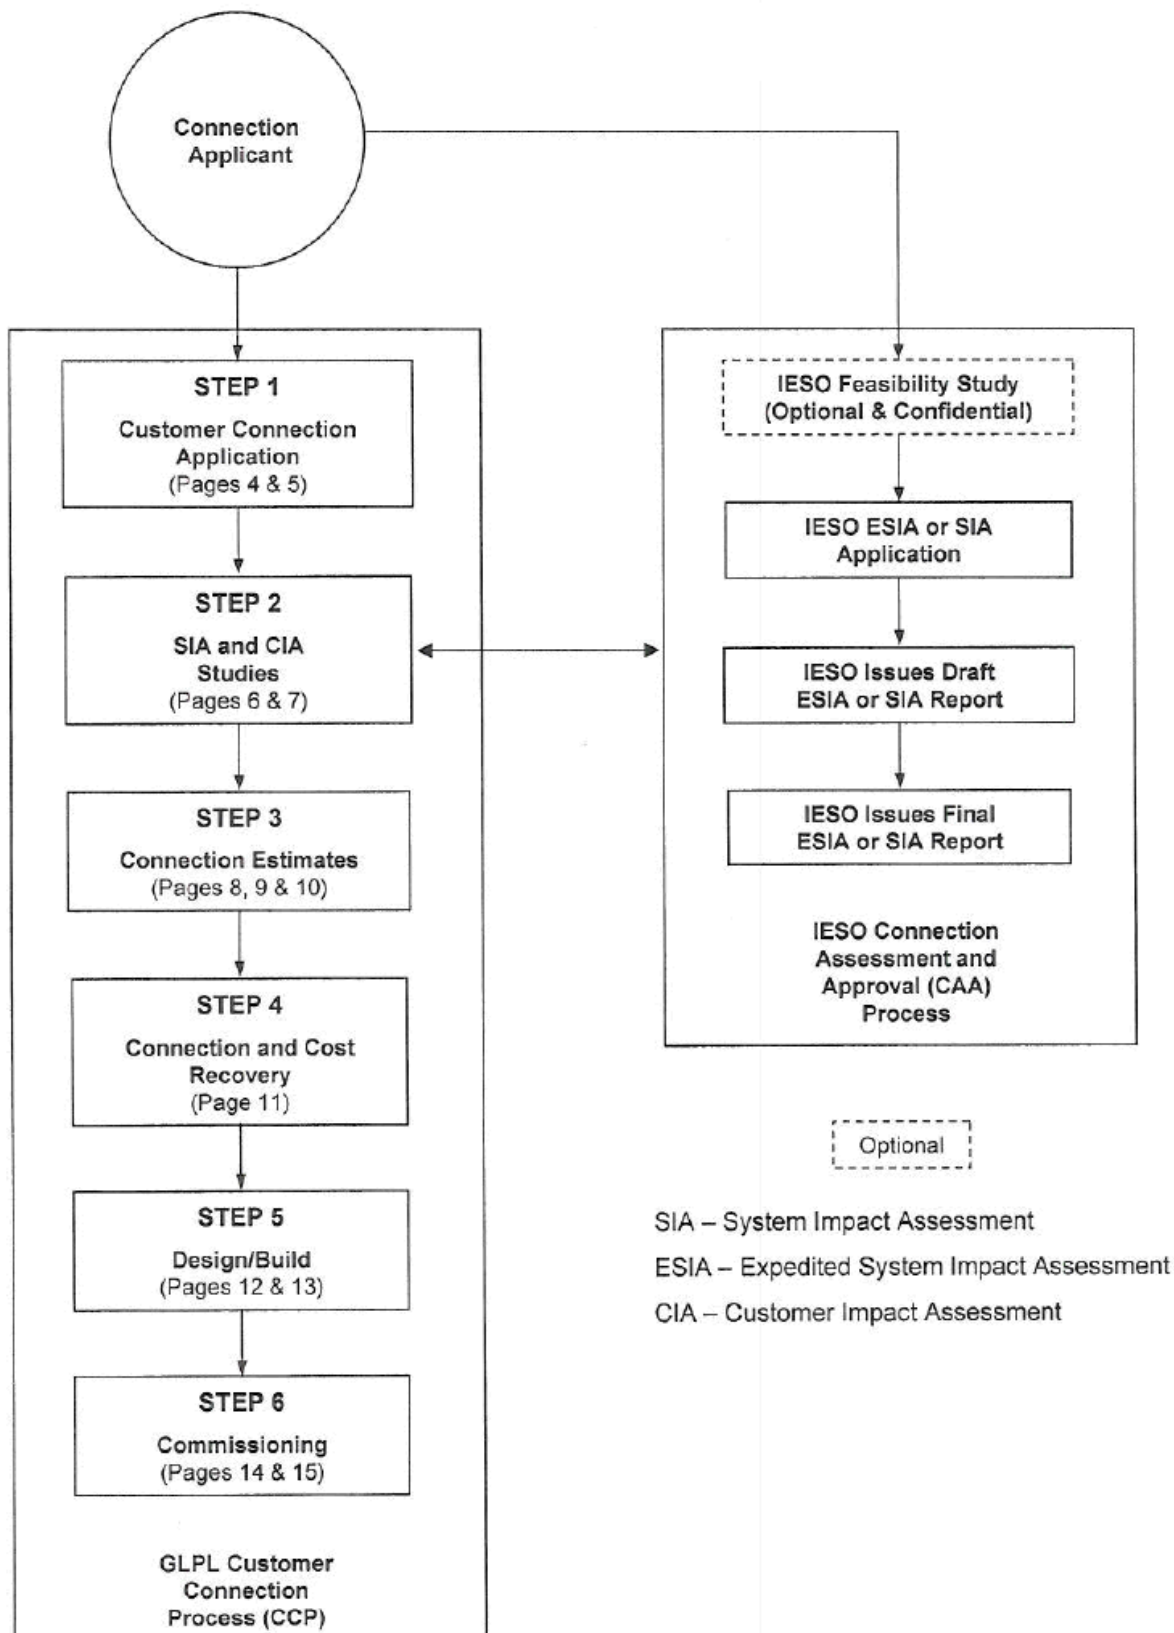 Connection
Applicant
STEP 1
Customer Connection
Application
(Pages 4 & 5)
STEP 2
SIA and CIA
Studies
(Pages 6 & 7)
STEP 3
Connection Estimates
(Pages 8, 9 & 10)
STEP 4
Connection and Cost
Recovery
(Page 11)
STEP 5
Design/Build
(Pages 12 & 13)
STEP 6
Commissioning
(Pages 14 & 15)
GLPL Customer
Connection
Process (CCP)
IESO Feasibility Study
(Optional & Confidential)
IESO ESIA or SIA
Application
IESO Issues Draft
ESIA or SIA Report
IESO Issues Final
ESIA or SIA Report
IESO Connection
Assessment and
Approval (CAA)
Process
Optional
SIA – System Impact Assessment
ESIA – Expedited System Impact Assessment
CIA – Customer Impact Assessment